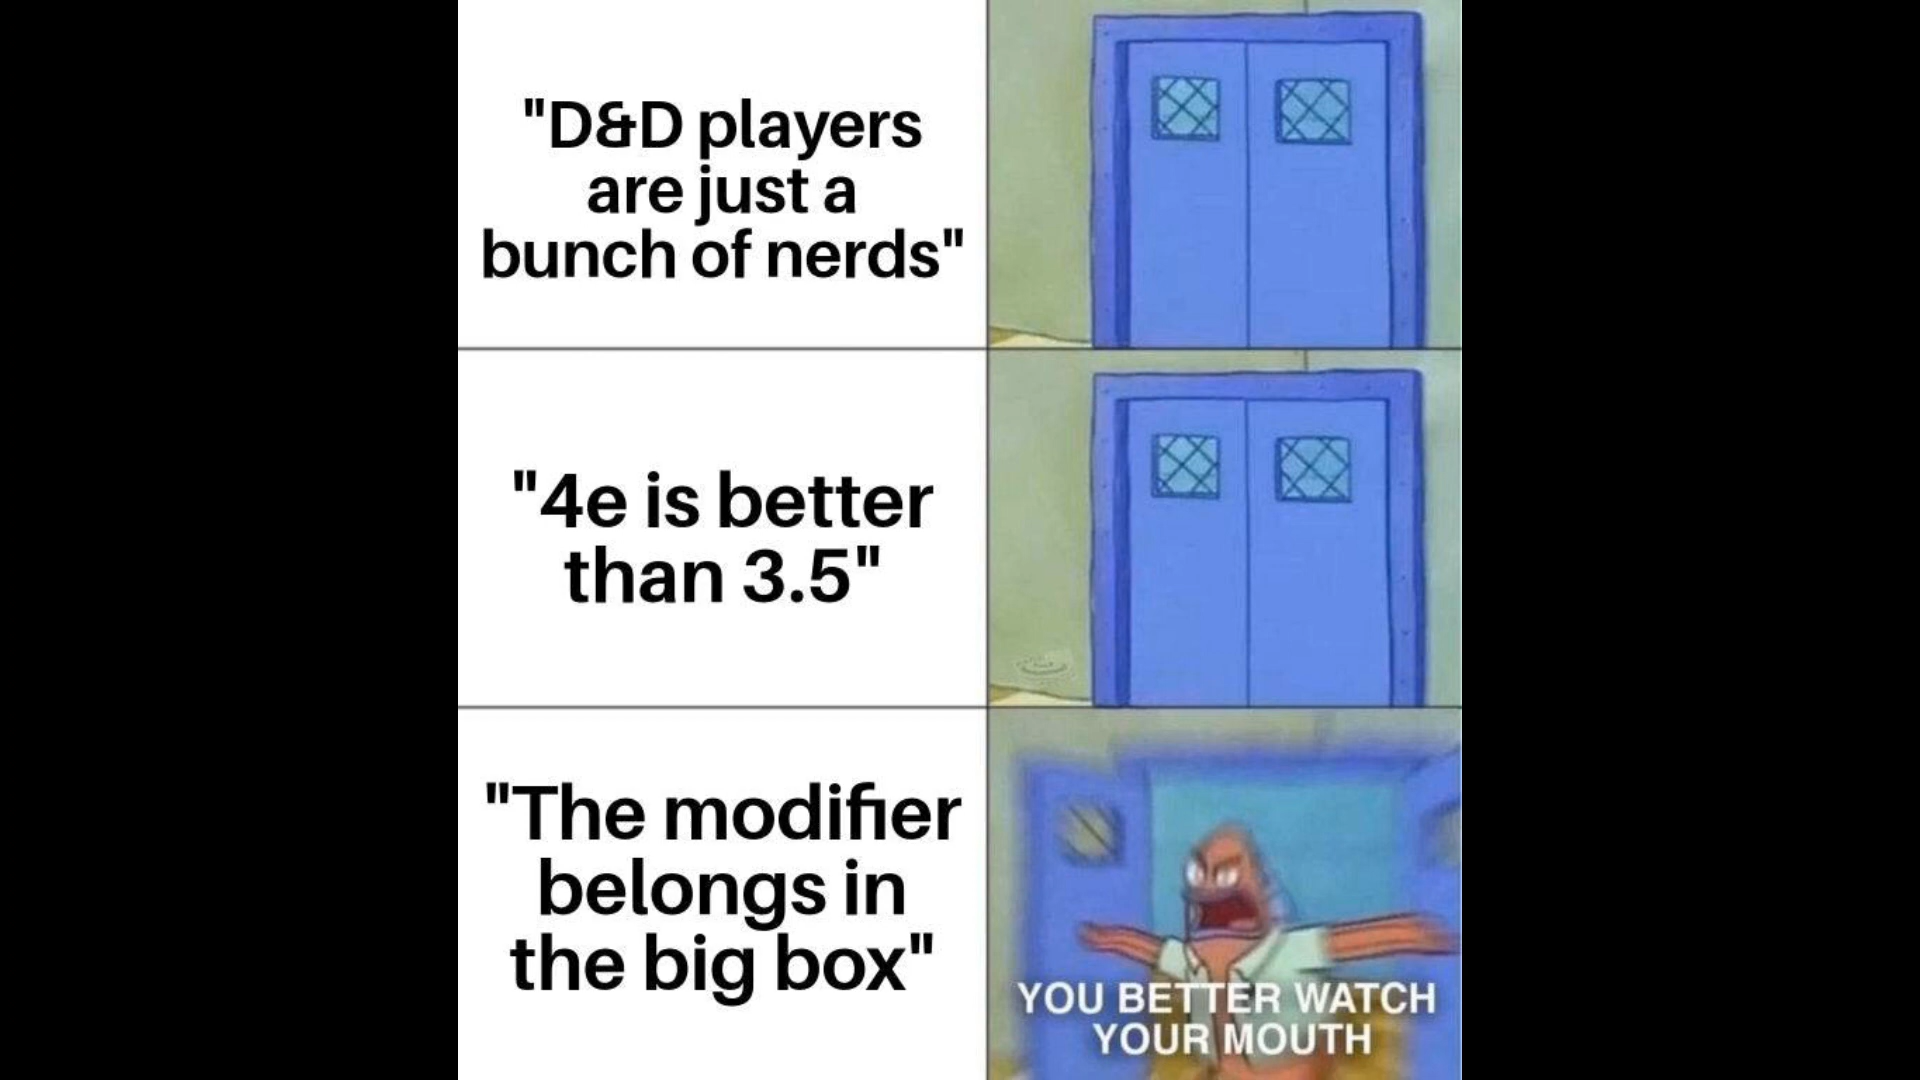 "D&D players
are just a
bunch of nerds"
"4e is better
than 3.5"
"The modifier
belongs in
the big box"
YOU BETTER WATCH
YOUR MOUTH